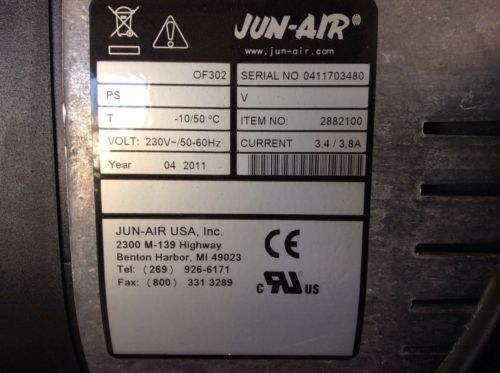 JUN-AIR®
www.jun-air.com
OF302 SERIAL NO 0411703480
PS V
T -10/50 °C ITEM NO: 2882100
VOLT: 230V~/50-60Hz CURRENT 3,4 / 3,8A
Year 04 2011
JUN-AIR USA, Inc.
2300 M-139 Highway
Benton Harbor, MI 49023
Tel: (269) 926-6171
Fax: (800) 331 3289
CE
C RU US